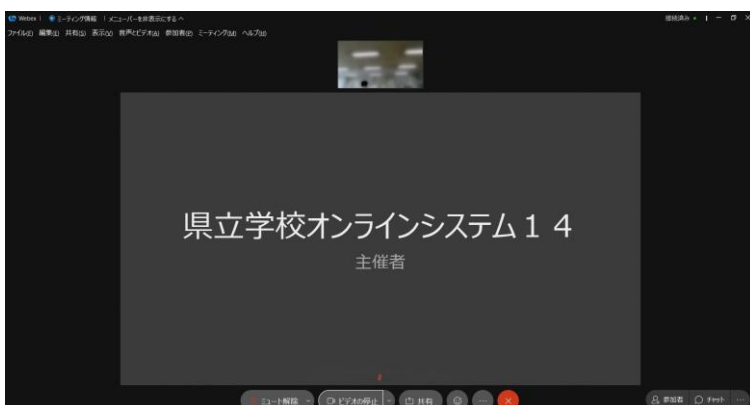 Webex | ミーティング情報 | メニューバーを非表示にする
接続済み
ファイル(F) 編集(E) 共有(S) 表示(V) 音声とビデオ(A) 参加者(P) ミーティング(M) ヘルプ(H)
県立学校オンラインシステム１４
主催者
ミュート解除 ビデオの停止 共有
参加者 チャット